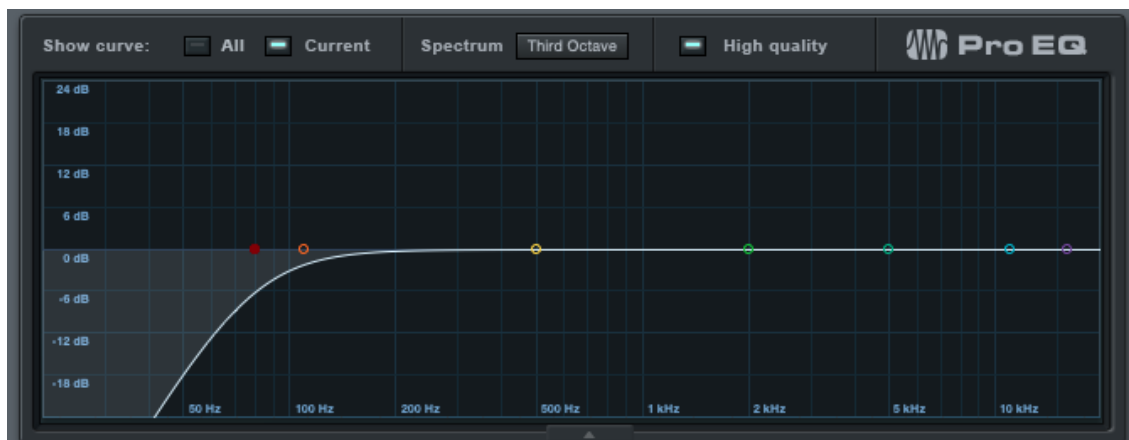 Show curve: All Current Spectrum Third Octave High quality Pro EQ
24 dB
18 dB
12 dB
6 dB
0 dB
-6 dB
-12 dB
-18 dB
50 Hz 100 Hz 200 Hz 500 Hz 1 kHz 2 kHz 5 kHz 10 kHz